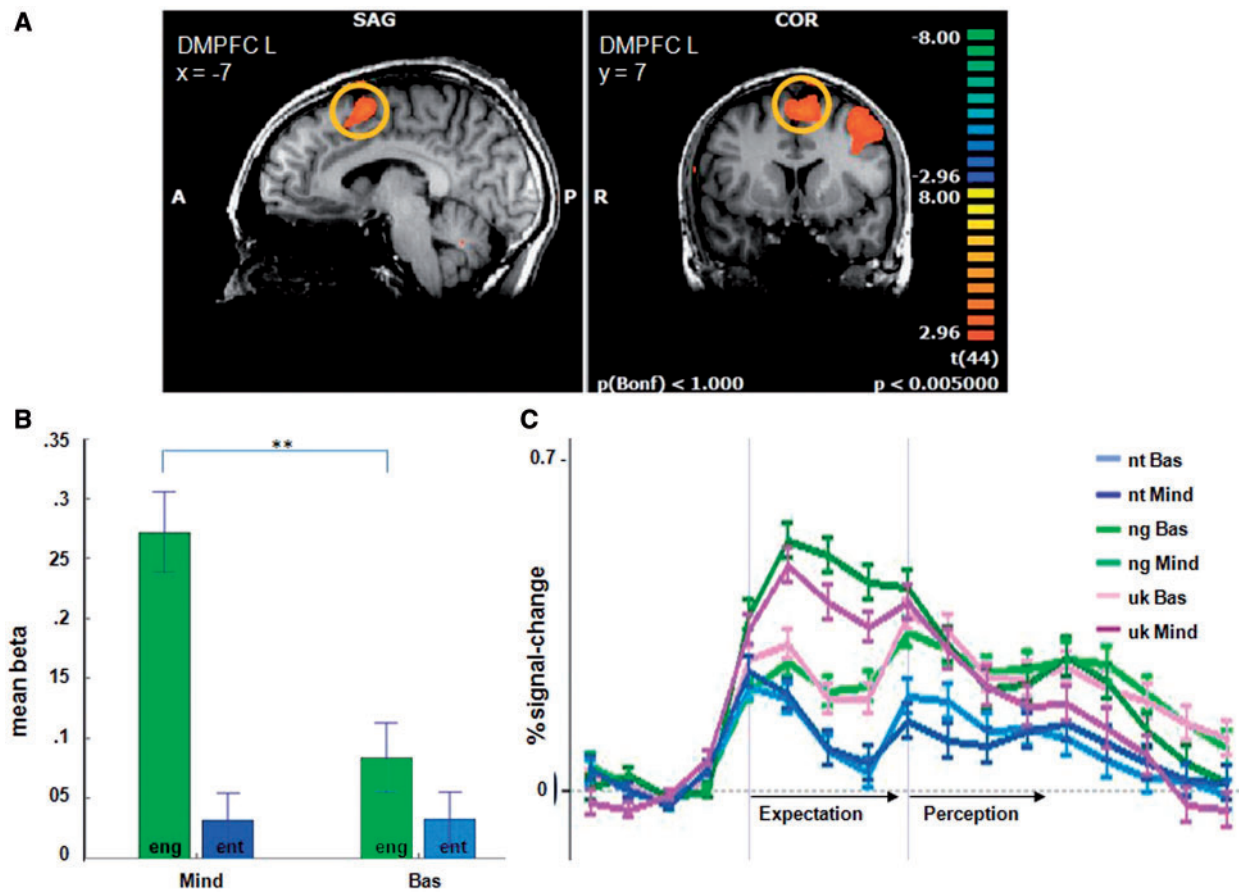 A
SAG
COR
DMPFC L
x = -7
DMPFC L
y = 7
-8.00
-2.96
8.00
2.96
A
P
R
t(44)
p(Bonf) < 1.000
p < 0.005000
B
.35
.3
25
.2
15
.1
05
0
mean beta
**
eng
ent
eng
ent
Mind
Bas
C
0.7
0
%signal-change
nt Bas
nt Mind
ng Bas
ng Mind
uk Bas
uk Mind
Expectation
Perception